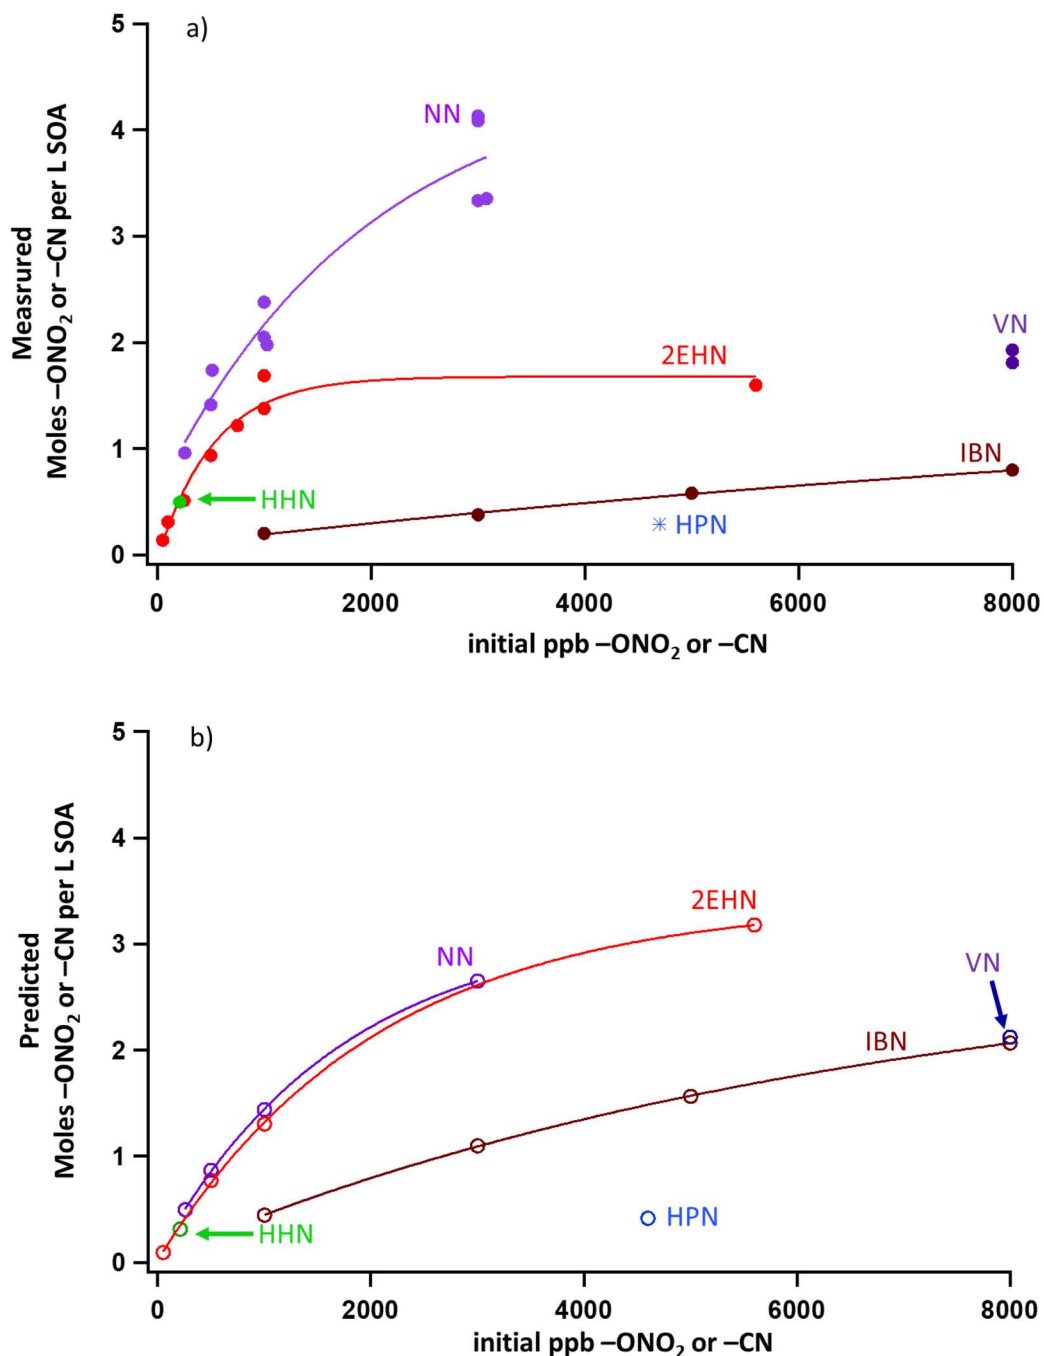 a)
5
4
3
2
1
0
Measrured
Moles –ONO₂ or –CN per L SOA
NN
2EHN
VN
IBN
HHN
HPN
0 2000 4000 6000 8000
initial ppb –ONO₂ or –CN
b)
5
4
3
2
1
0
Predicted
Moles –ONO₂ or –CN per L SOA
2EHN
NN
VN
IBN
HHN
HPN
0 2000 4000 6000 8000
initial ppb –ONO₂ or –CN